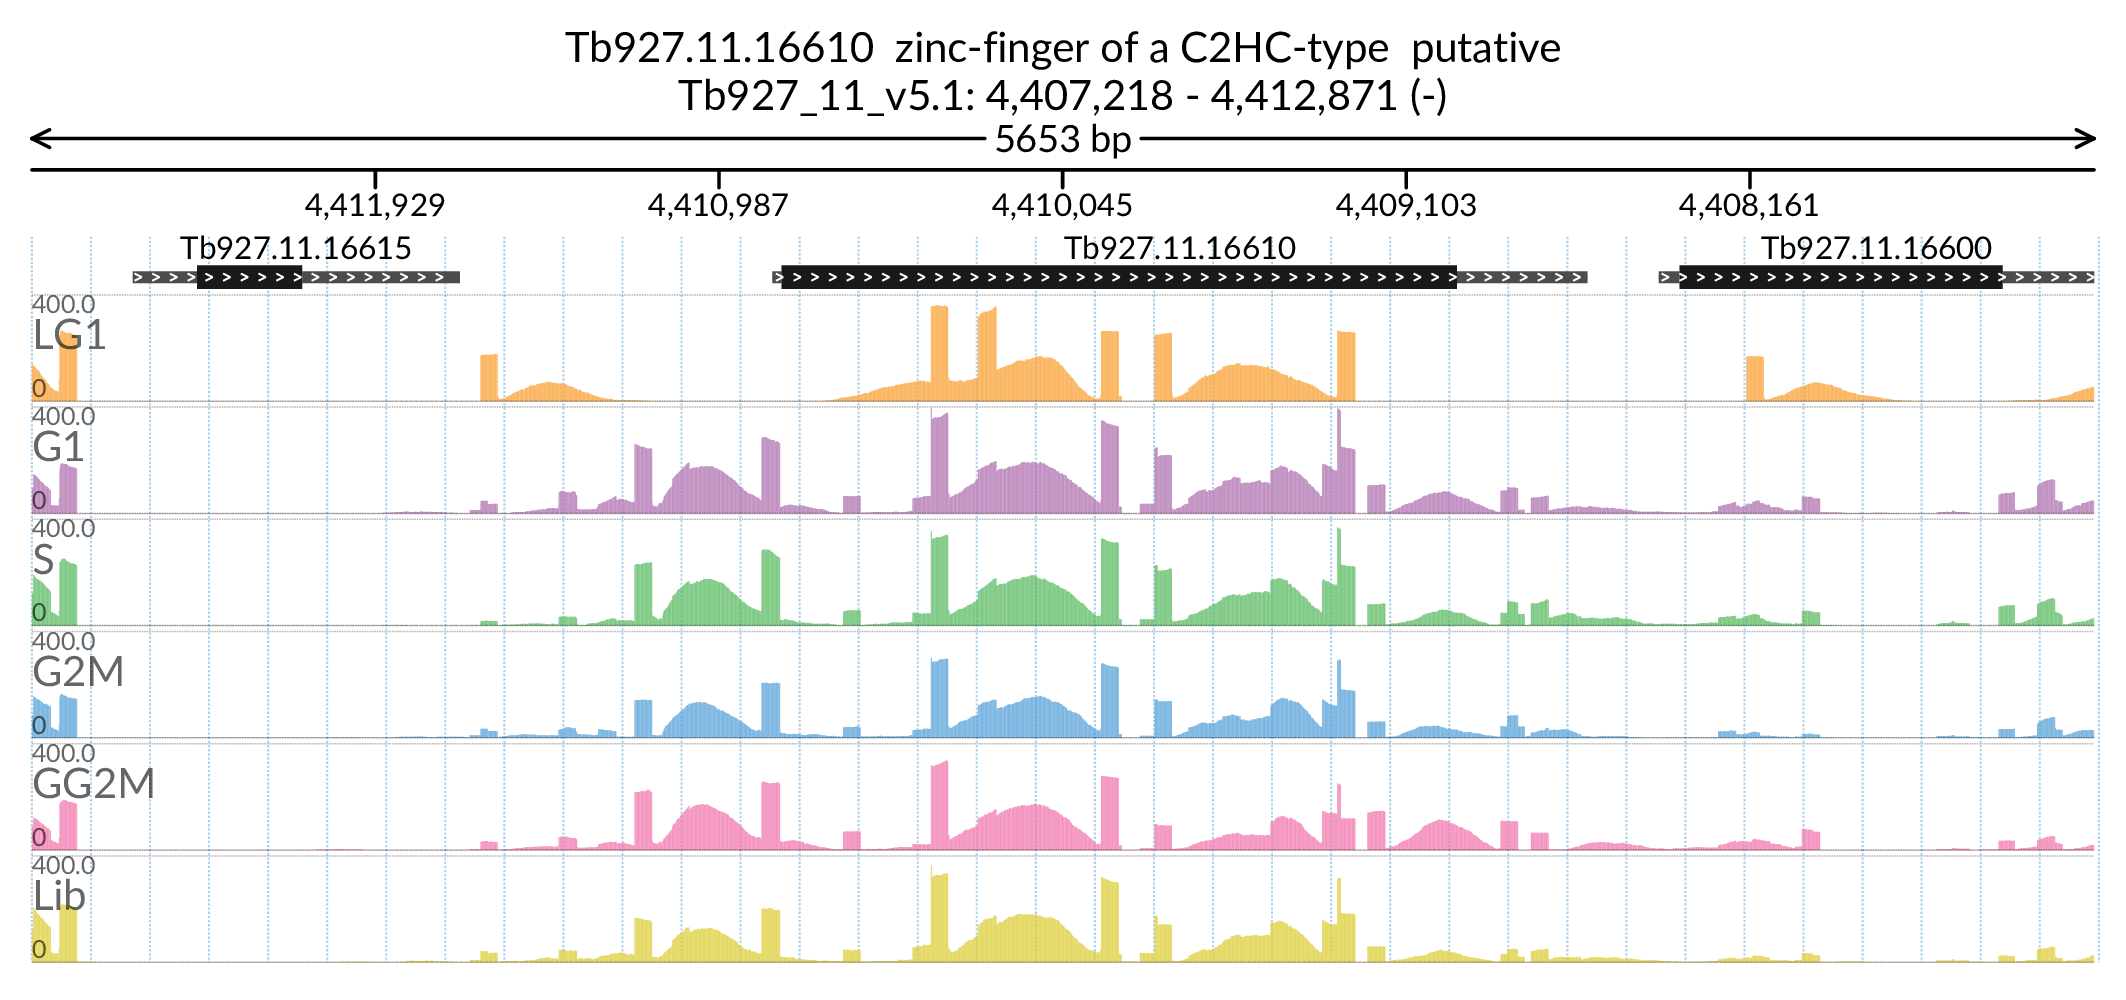 Tb927.11.16610  zinc-finger of a C2HC-type  putative
Tb927_11_v5.1: 4,407,218 - 4,412,871 (-)
5653 bp
4,411,929 4,410,987 4,410,045 4,409,103 4,408,161
Tb927.11.16615 Tb927.11.16610 Tb927.11.16600
400.0
LG1
0
400.0
G1
0
400.0
S
0
400.0
G2M
0
400.0
GG2M
0
400.0
Lib
0